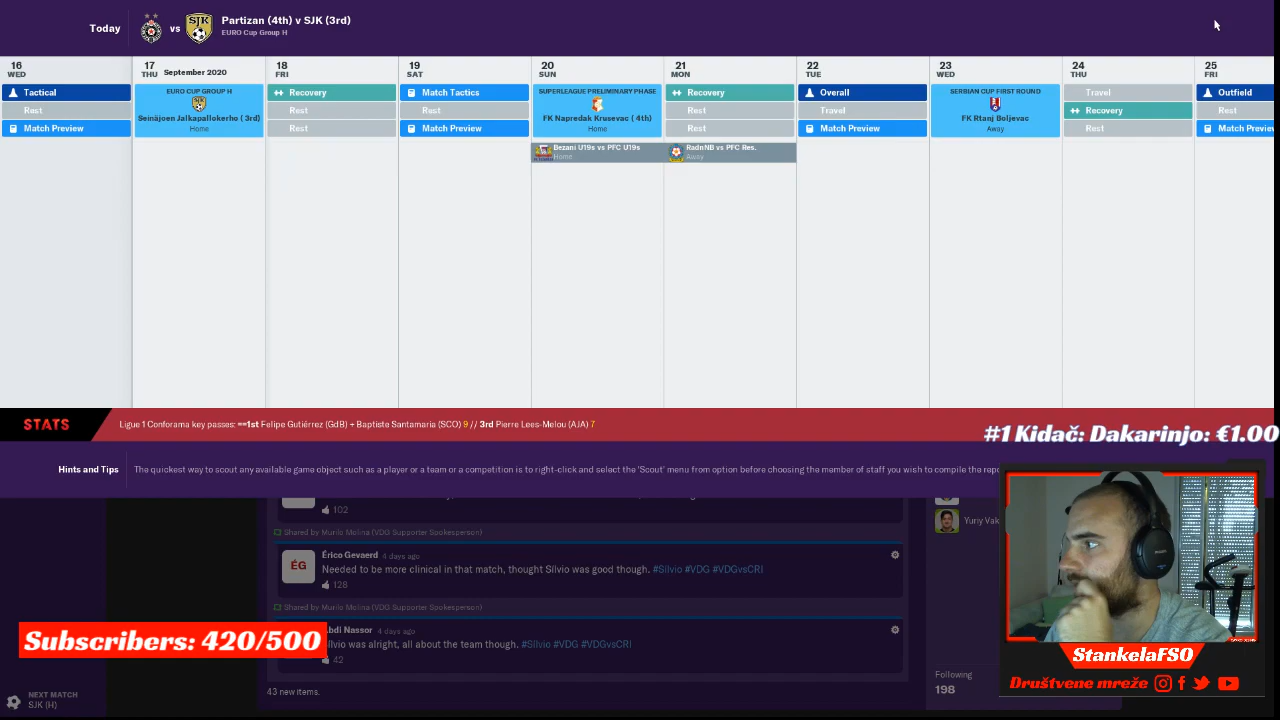 Today
vs
SJK
Partizan (4th) v SJK (3rd)
EURO Cup Group H
16
WED
17
THU
September 2020
18
FRI
19
SAT
20
SUN
21
MON
22
TUE
23
WED
24
THU
25
FRI
Tactical
Rest
Match Preview
EURO CUP GROUP H
Seinäjoen Jalkapallokerho ( 3rd)
Home
Recovery
Rest
Rest
Match Tactics
Rest
Match Preview
SUPERLEAGUE PRELIMINARY PHASE
FK Napredak Krusevac ( 4th)
Home
Bezani U19s vs PFC U19s
Home
Recovery
Rest
Rest
RadnNB vs PFC Res.
Away
Overall
Travel
Match Preview
SERBIAN CUP FIRST ROUND
FK Rtanj Boljevac
Away
Travel
Recovery
Rest
Outfield
Rest
Match Preview
STATS
Ligue 1 Conforama key passes: ==1st Felipe Gutiérrez (GdB) + Baptiste Santamaria (SCO) 9 // 3rd Pierre Lees-Melou (AJA) 7
#1 Kidač: Dakarinjo: €1.00
Hints and Tips
The quickest way to scout any available game object such as a player or a team or a competition is to right-click and select the 'Scout' menu from option before choosing the member of staff you wish to compile the repo
102
Shared by Murilo Molina (VDG Supporter Spokesperson)
ÉG
Érico Gevaerd 4 days ago
Needed to be more clinical in that match, thought Silvio was good though. #Silvio #VDG #VDGvsCRI
128
Shared by Murilo Molina (VDG Supporter Spokesperson)
Abdi Nassor 4 days ago
Silvio was alright, all about the team though. #Silvio #VDG #VDGvsCRI
42
43 new items.
Yuriy Vak
Following
198
Subscribers: 420/500
NEXT MATCH
SJK (H)
StankelaFSO
Društvene mreže